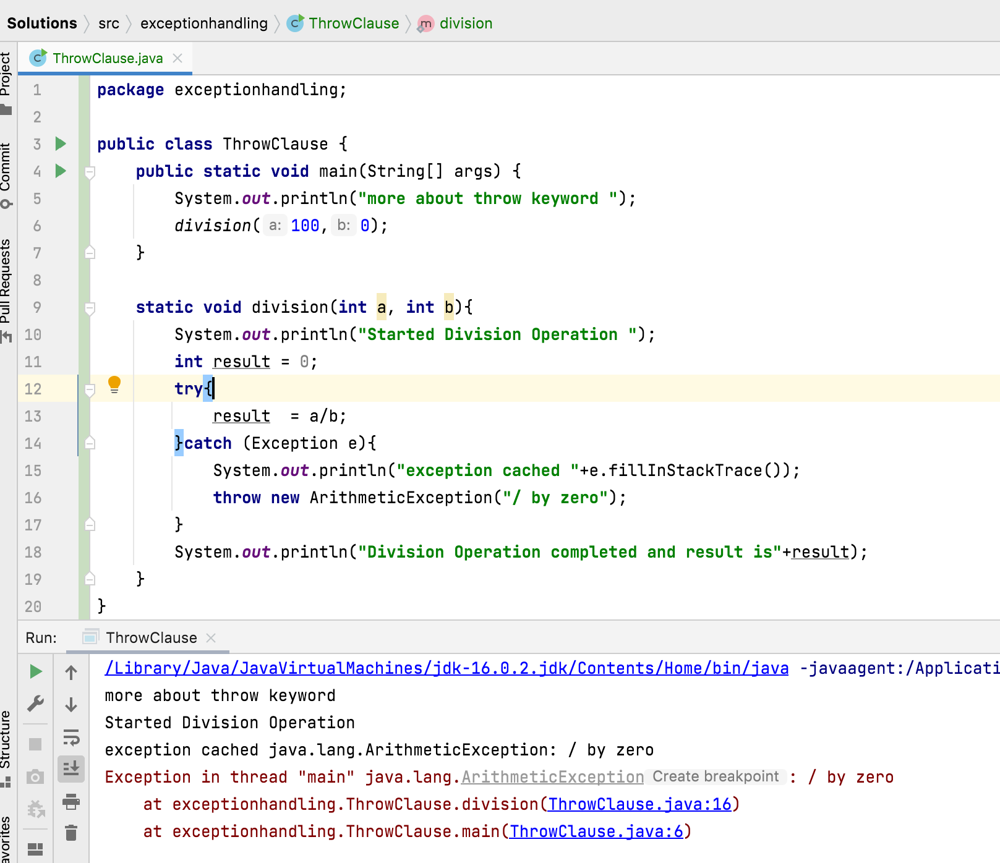 Solutions src exceptionhandling ThrowClause division
ThrowClause.java
Project
Commit
Pull Requests
Structure
1 package exceptionhandling;
2
3 public class ThrowClause {
4 public static void main(String[] args) {
5 System.out.println("more about throw keyword ");
6 division( a: 100, b: 0);
7 }
8
9 static void division(int a, int b){
10 System.out.println("Started Division Operation ");
11 int result = 0;
12 try{
13 result  = a/b;
14 }catch (Exception e){
15 System.out.println("exception cached "+e.fillInStackTrace());
16 throw new ArithmeticException("/ by zero");
17 }
18 System.out.println("Division Operation completed and result is"+result);
19 }
20 }
Run: ThrowClause
/Library/Java/JavaVirtualMachines/jdk-16.0.2.jdk/Contents/Home/bin/java -javaagent:/Applicati
more about throw keyword
Started Division Operation
exception cached java.lang.ArithmeticException: / by zero
Exception in thread "main" java.lang.ArithmeticException Create breakpoint : / by zero
at exceptionhandling.ThrowClause.division(ThrowClause.java:16)
at exceptionhandling.ThrowClause.main(ThrowClause.java:6)